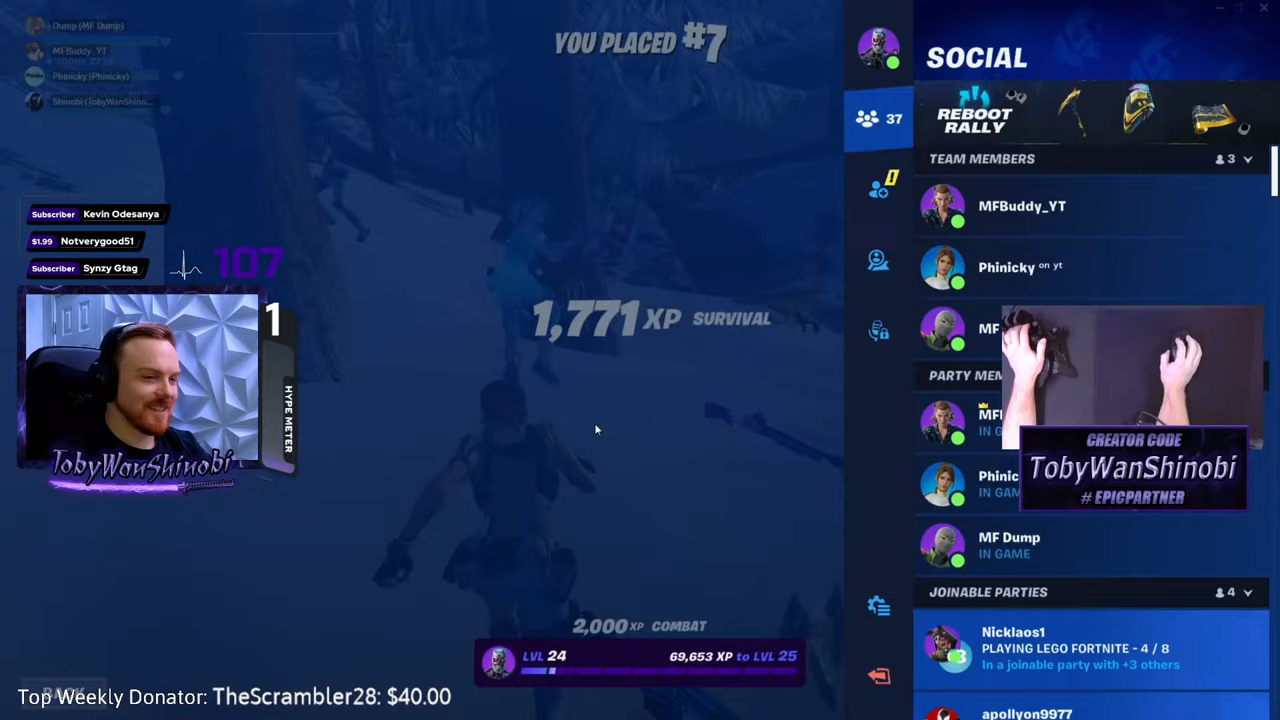 Dump (MF Dump)
MFBuddy_YT
Phinicky (Phinicky)
Shinobi (TobyWanShino...
YOU PLACED #7
SOCIAL
37
REBOOT
RALLY
TEAM MEMBERS
3
MFBuddy_YT
Phinicky on yt
MF
PARTY MEM
MF
IN G
Phinic
IN GAM
MF Dump
IN GAME
JOINABLE PARTIES
4
Nicklaos1
PLAYING LEGO FORTNITE - 4 / 8
In a joinable party with +3 others
3
apollyon9977
Subscriber Kevin Odesanya
$1.99 Notverygood51
Subscriber Synzy Gtag
107
1
HYPE METER
TobyWanShinobi
1,771 XP SURVIVAL
CREATOR CODE
TobyWanShinobi
# EPICPARTNER
2,000 XP COMBAT
LVL 24
69,653 XP to LVL 25
Top Weekly Donator: TheScrambler28: $40.00